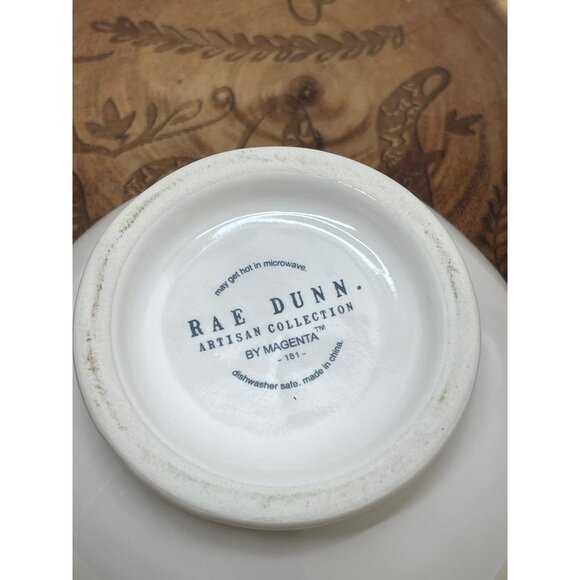 may get hot in microwave.
RAE DUNN.
ARTISAN COLLECTION
BY MAGENTA™
- 181 -
dishwasher safe. made in china.